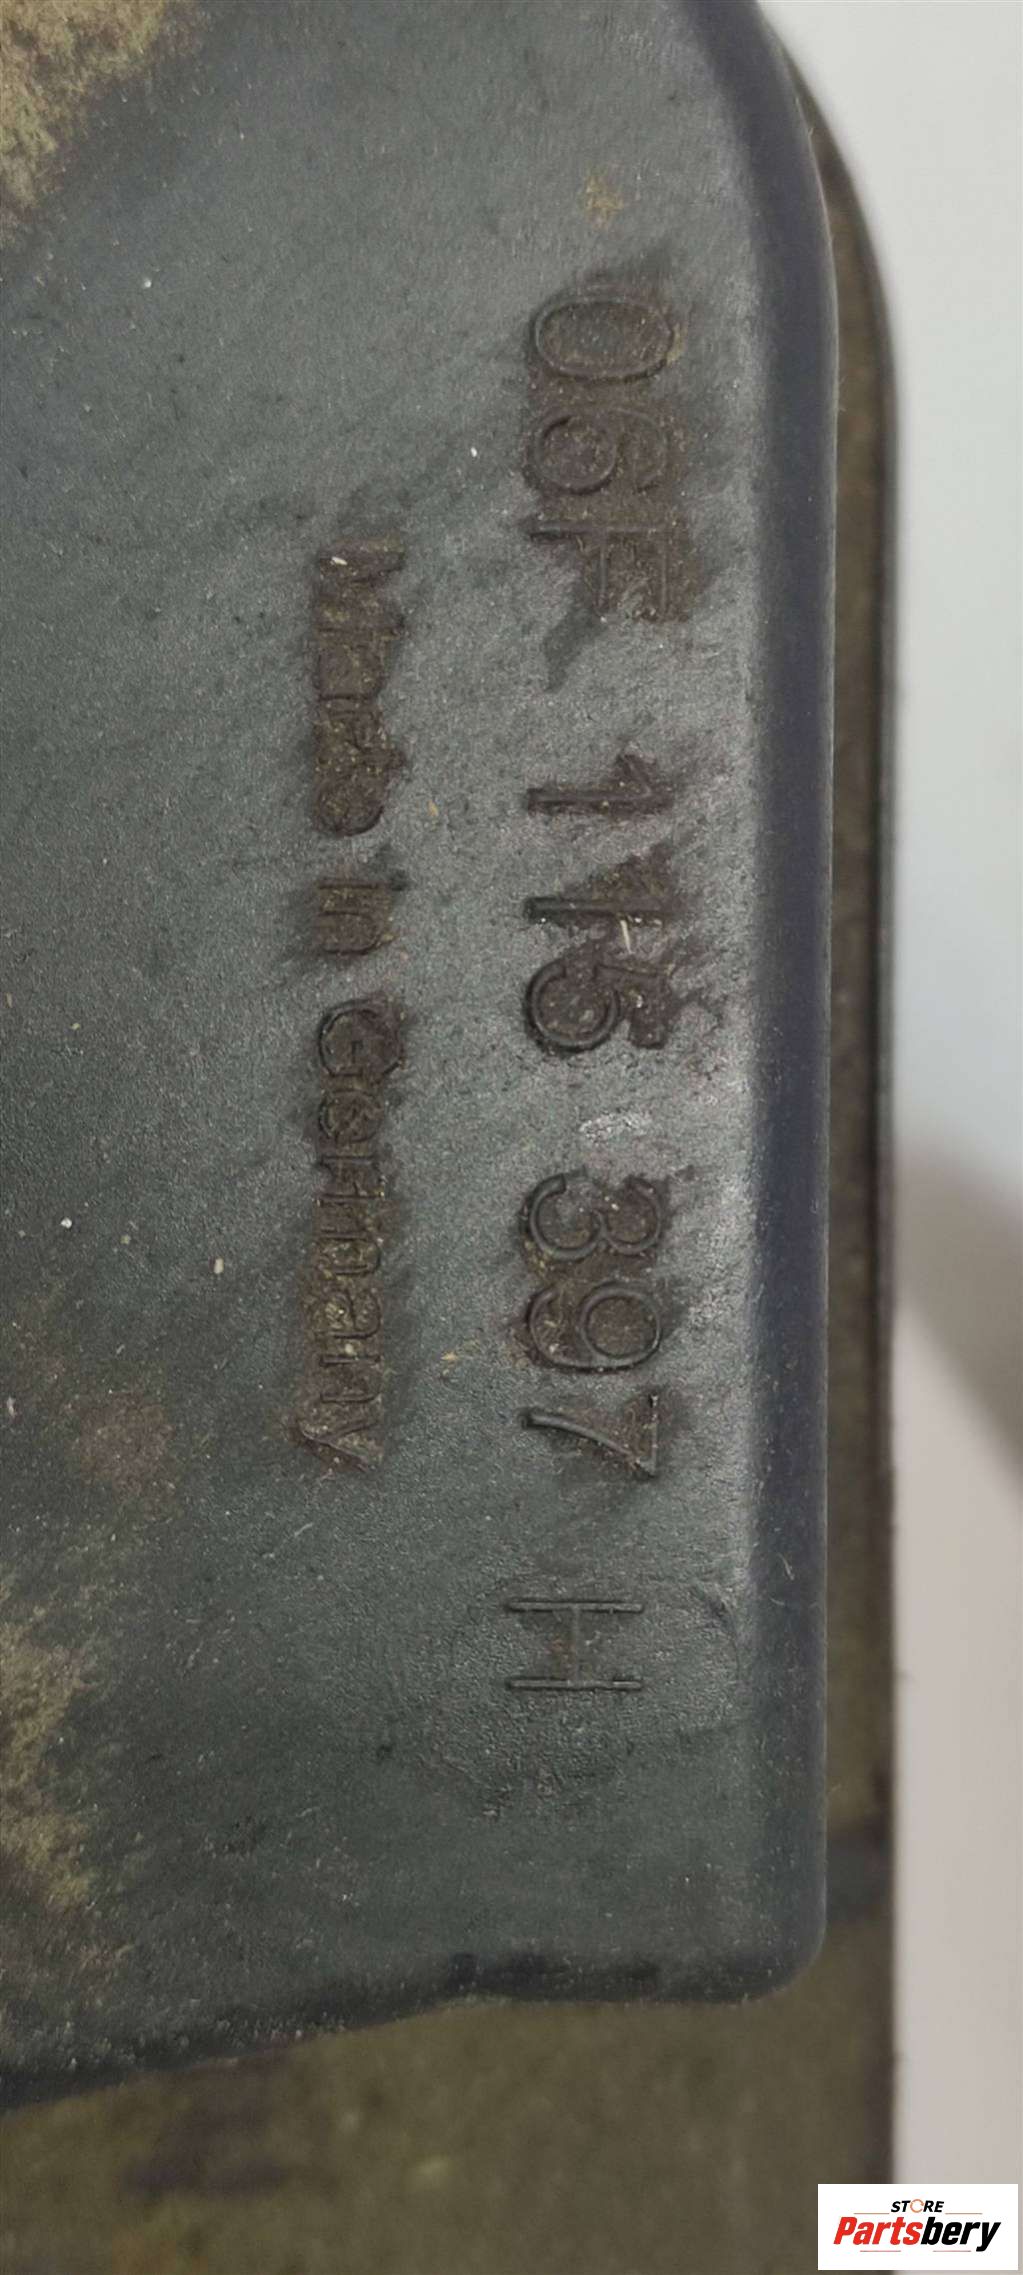 06F 115 397 H
Made in Germany
STORE
Partsbery